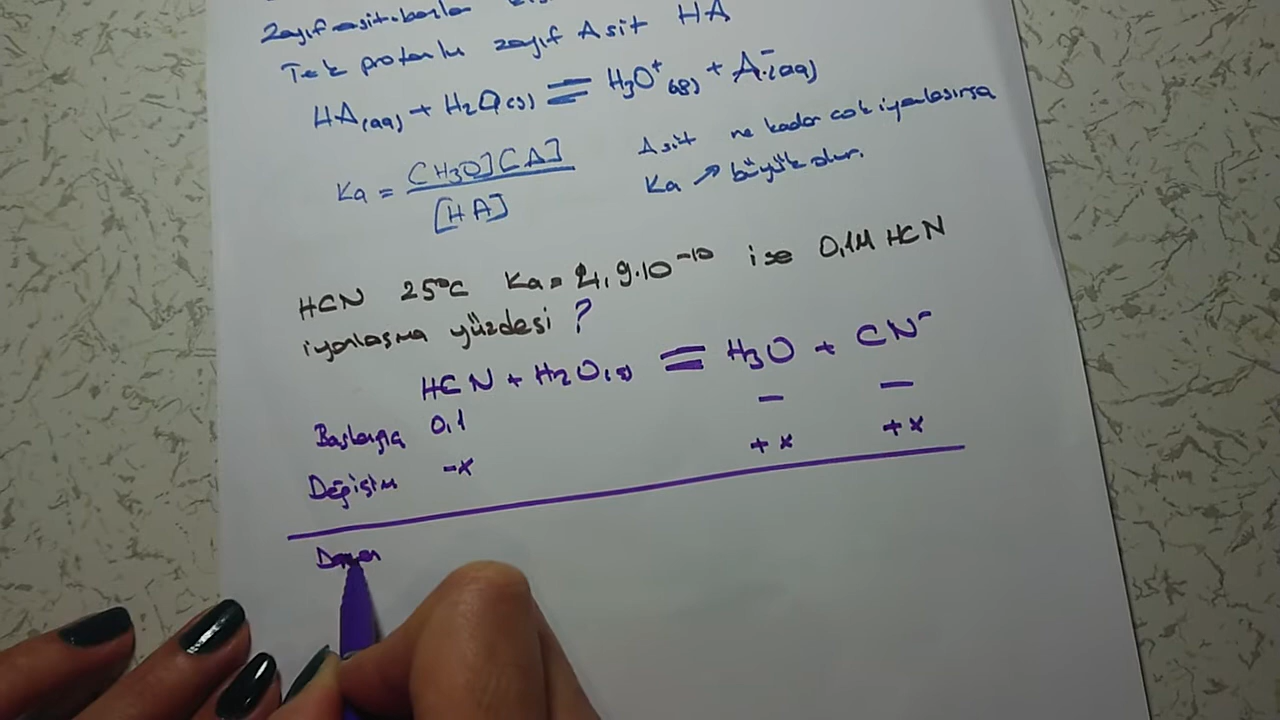 Zayıf asit-bazla
Tek protonlu zayıf Asit HA
HA(aq) + H₂O(s) ⇌ H₃O⁺(aq) + A⁻(aq)
Ka = [H3O][A] / [HA]
Asit ne kadar çok iyonlaşırsa
Ka ↗ büyük olur.
HCN 25°C Ka = 4,9.10⁻¹⁰ ise 0,1M HCN
iyonlaşma yüzdesi ?
HCN + H₂O(s) = H₃O + CN⁻
Başlangıç 0,1 — —
Değişim -x +x +x